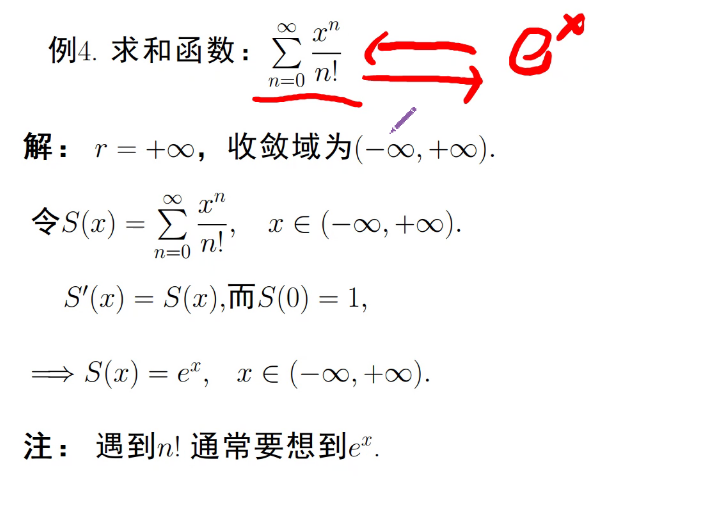 例4. 求和函数：$\sum_{n=0}^{\infty} \frac{x^n}{n!}$ $e^x$
解： $r = +\infty$，收敛域为$(-\infty, +\infty)$.
令$S(x) = \sum_{n=0}^{\infty} \frac{x^n}{n!}, \quad x \in (-\infty, +\infty)$.
$S'(x) = S(x)$,而$S(0) = 1$,
$\Longrightarrow S(x) = e^x, \quad x \in (-\infty, +\infty)$.
注： 遇到$n!$ 通常要想到$e^x$.